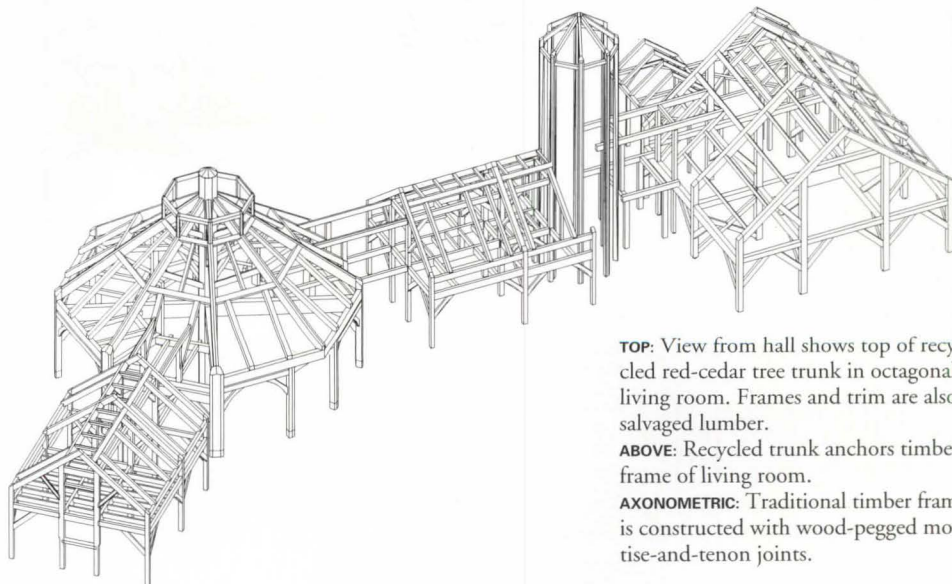 TOP: View from hall shows top of recy-
cled red-cedar tree trunk in octagonal
living room. Frames and trim are also
salvaged lumber.
ABOVE: Recycled trunk anchors timber
frame of living room.
AXONOMETRIC: Traditional timber fram
is constructed with wood-pegged mor
tise-and-tenon joints.